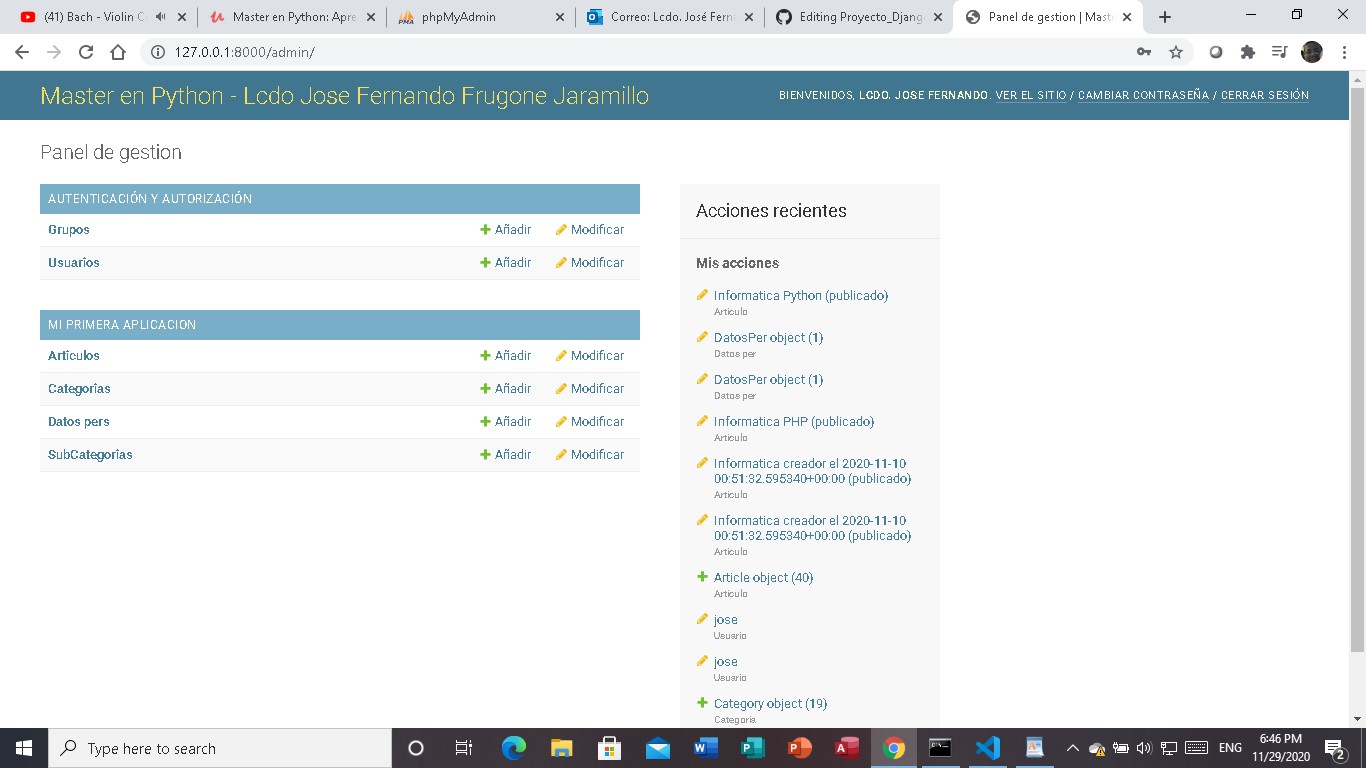 (41) Bach - Violin C
Master en Python: Apre
phpMyAdmin
Correo: Lcdo. José Fern
Editing Proyecto_Djang
Panel de gestion | Mast
127.0.0.1:8000/admin/
Master en Python - Lcdo Jose Fernando Frugone Jaramillo
BIENVENIDOS, LCDO. JOSE FERNANDO. VER EL SITIO / CAMBIAR CONTRASEÑA / CERRAR SESIÓN
Panel de gestion
AUTENTICACIÓN Y AUTORIZACIÓN
Grupos Añadir Modificar
Usuarios Añadir Modificar
MI PRIMERA APLICACION
Articulos Añadir Modificar
Categorias Añadir Modificar
Datos pers Añadir Modificar
SubCategorias Añadir Modificar
Acciones recientes
Mis acciones
Informatica Python (publicado)
Articulo
DatosPer object (1)
Datos per
DatosPer object (1)
Datos per
Informatica PHP (publicado)
Articulo
Informatica creador el 2020-11-10
00:51:32.595340+00:00 (publicado)
Articulo
Informatica creador el 2020-11-10
00:51:32.595340+00:00 (publicado)
Articulo
Article object (40)
Articulo
jose
Usuario
jose
Usuario
Category object (19)
Categoria
Type here to search
ENG
6:46 PM
11/29/2020
2